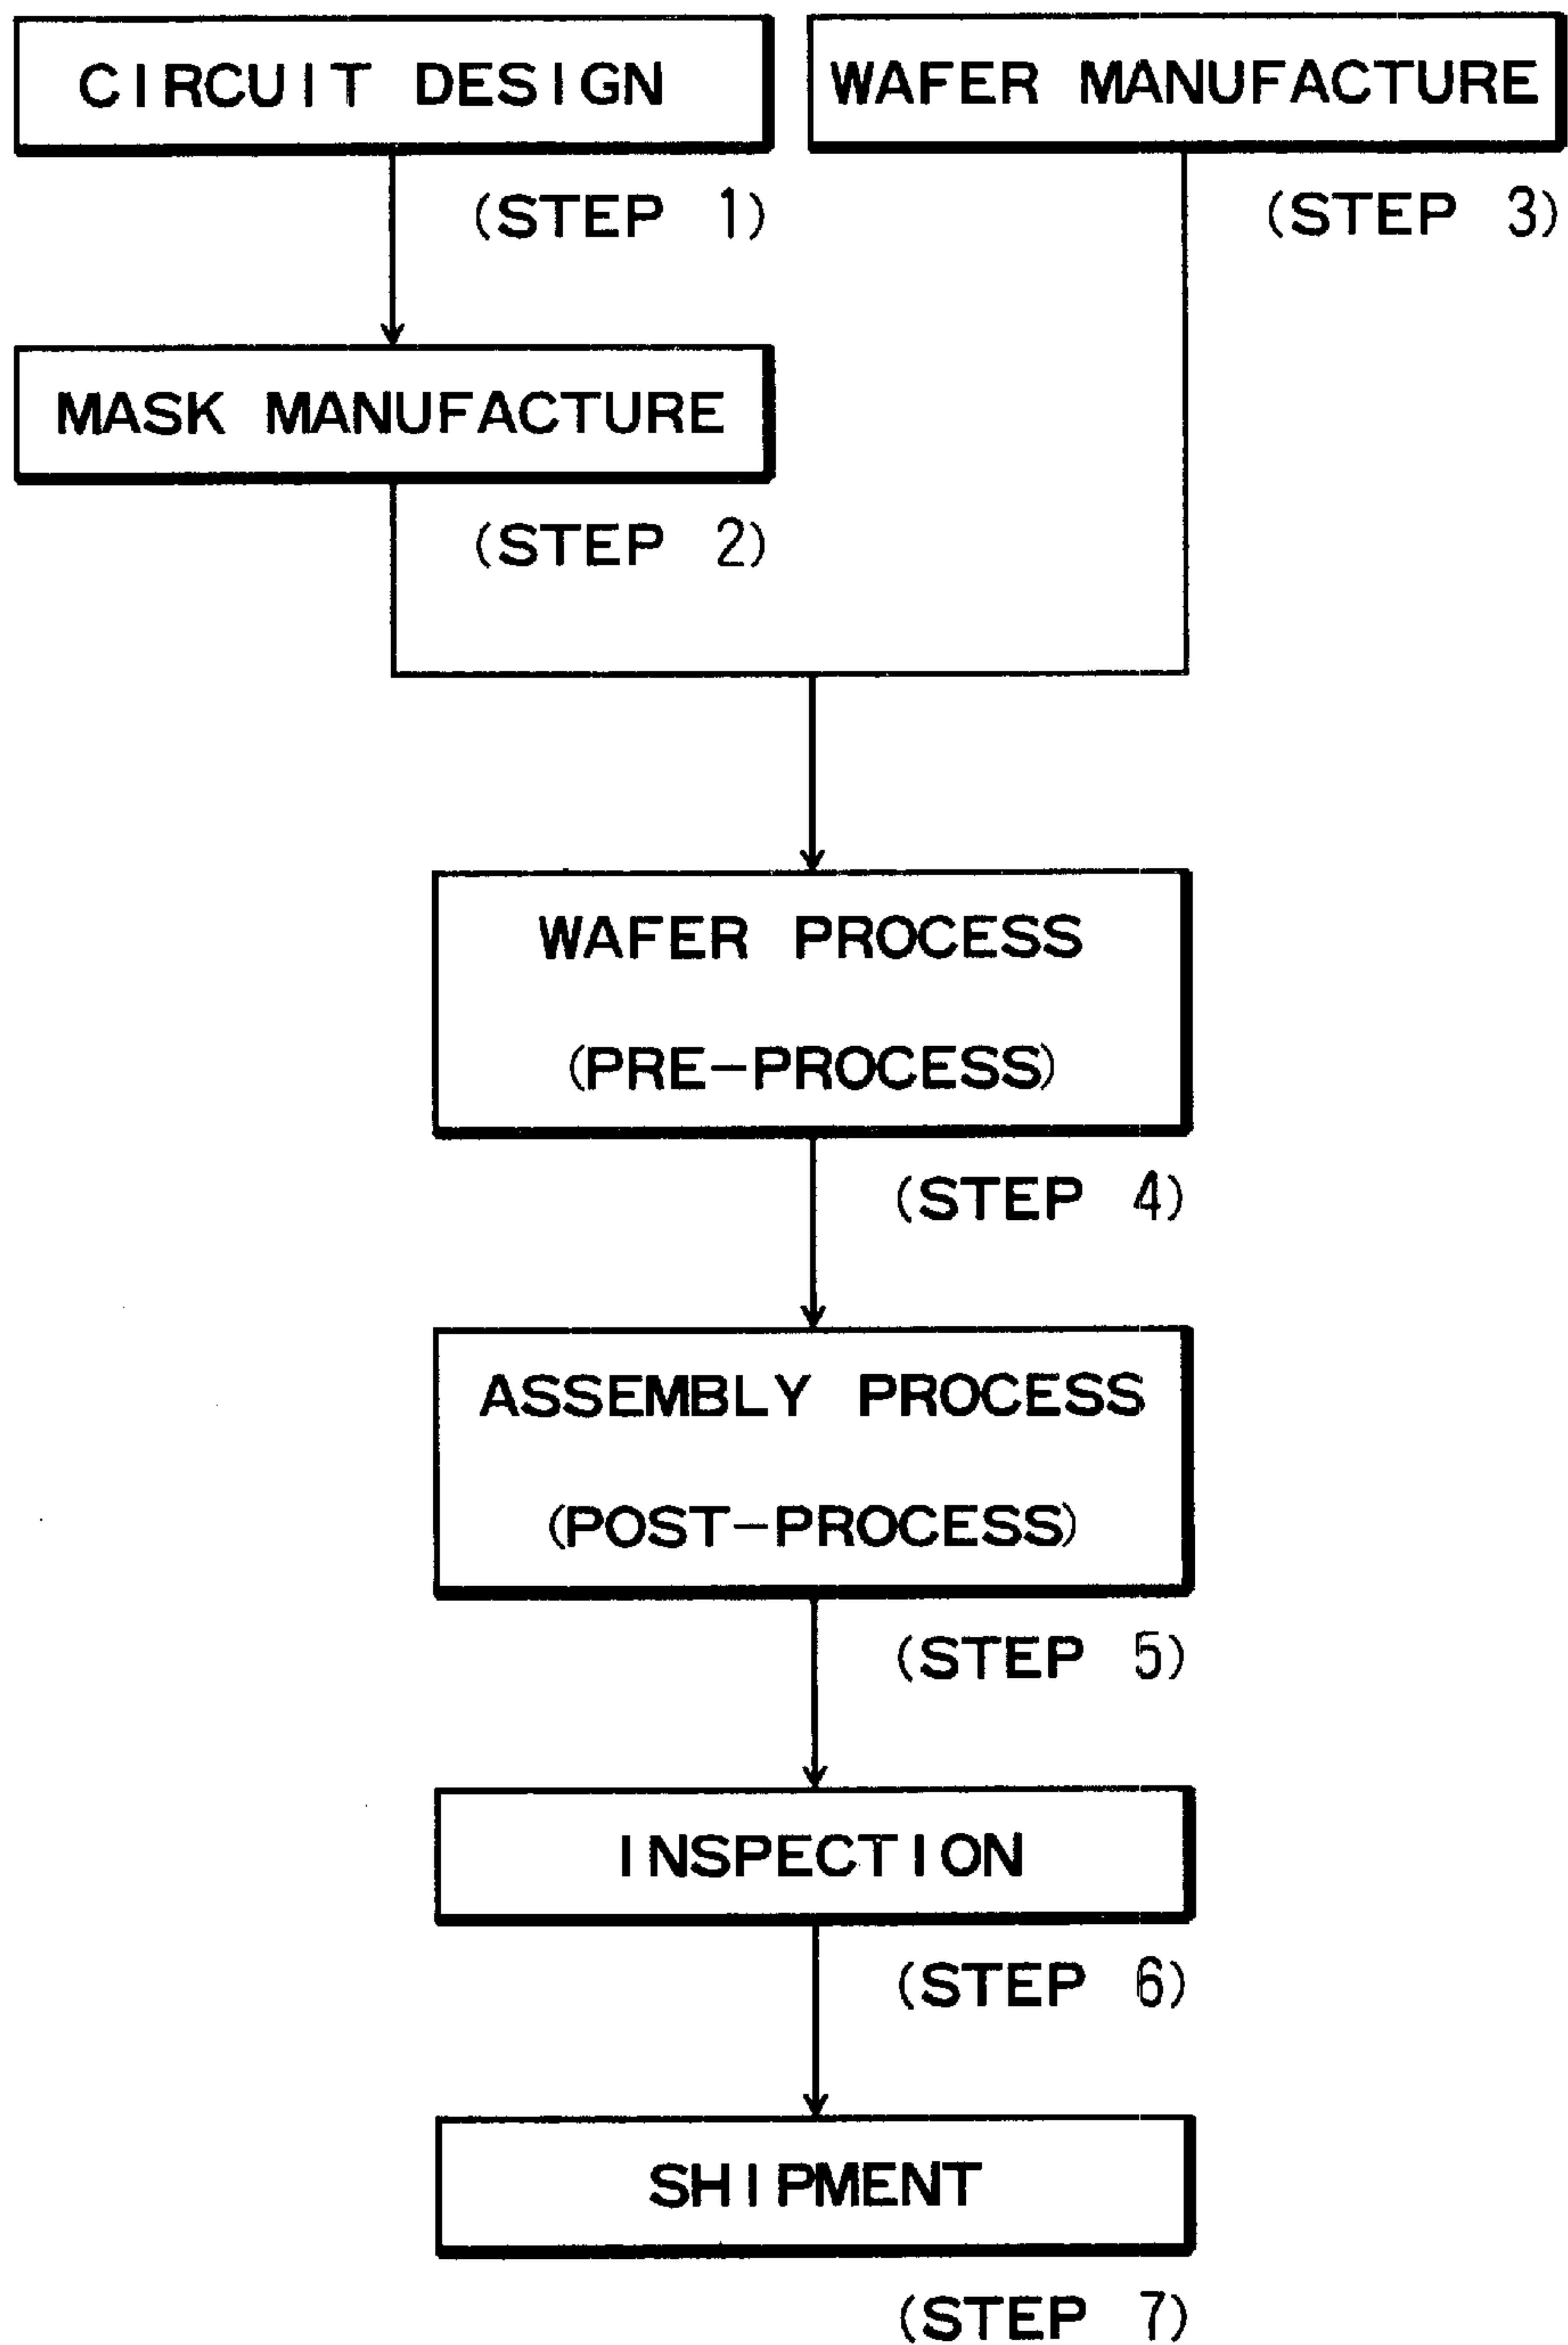 CIRCUIT DESIGN
(STEP 1)
WAFER MANUFACTURE
(STEP 3)
MASK MANUFACTURE
(STEP 2)
WAFER PROCESS
(PRE-PROCESS)
(STEP 4)
ASSEMBLY PROCESS
(POST-PROCESS)
(STEP 5)
INSPECTION
(STEP 6)
SHIPMENT
(STEP 7)